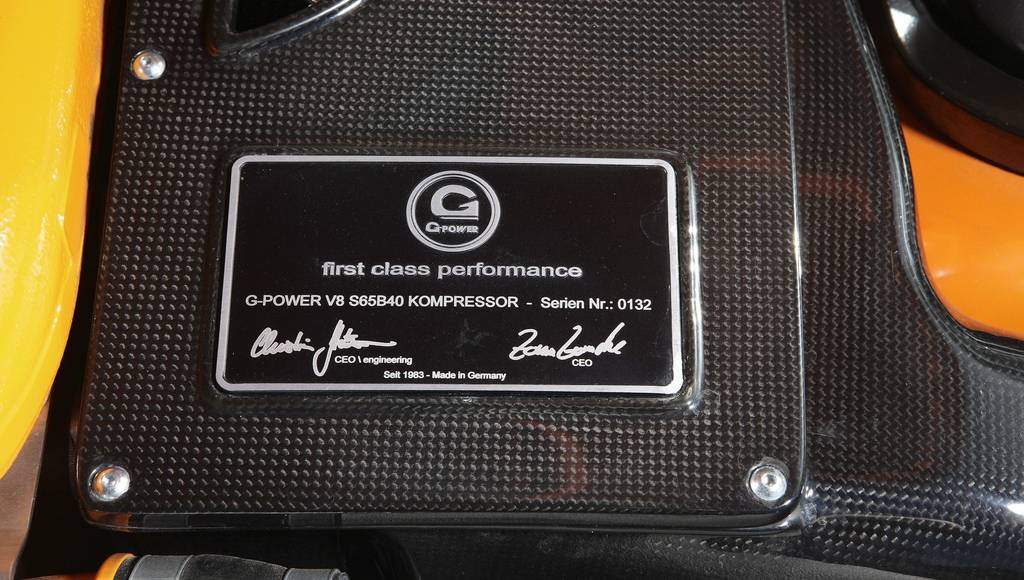 G
G-POWER
first class performance
G-POWER V8 S65B40 KOMPRESSOR - Serien Nr.: 0132
CEO \ engineering
CEO
Seit 1983 - Made in Germany